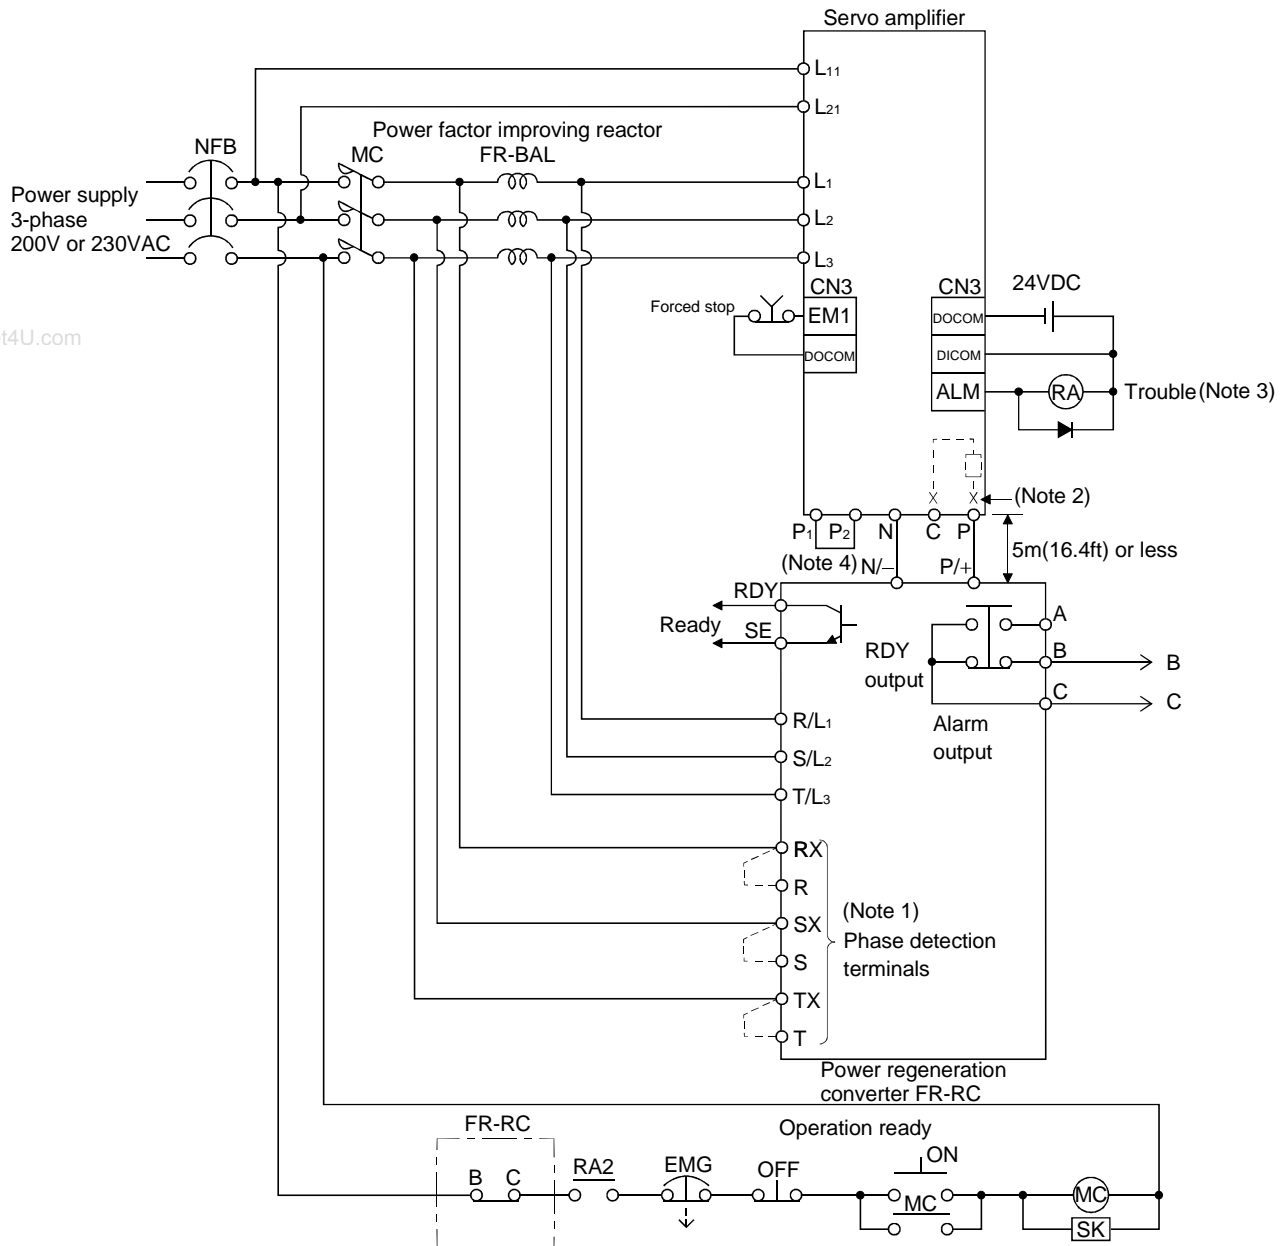 Servo amplifier
L11
L21
Power factor improving reactor
NFB
MC
FR-BAL
Power supply
3-phase
200V or 230VAC
L1
L2
L3
CN3
CN3
24VDC
Forced stop
EM1
DOCOM
DOCOM
DICOM
t4U.com
ALM
RA
Trouble(Note 3)
(Note 2)
P1
P2
N
C
P
5m(16.4ft) or less
(Note 4)
N/−
P/+
RDY
Ready
SE
RDY
output
A
B
B
C
C
Alarm
output
R/L1
S/L2
T/L3
RX
R
SX
S
TX
T
(Note 1)
Phase detection
terminals
Power regeneration
converter FR-RC
FR-RC
Operation ready
B
C
RA2
EMG
OFF
ON
MC
MC
SK